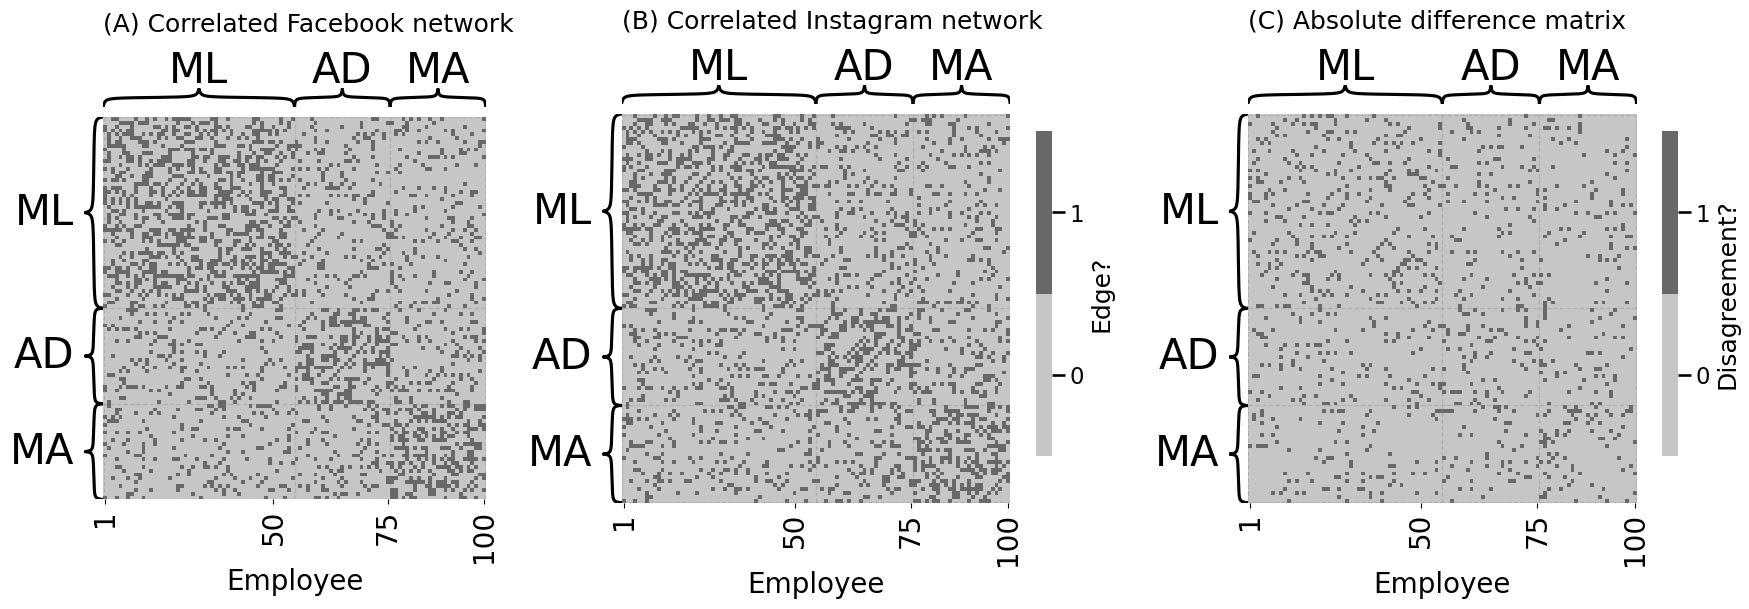 (A) Correlated Facebook network
ML AD MA
ML
AD
MA
1 50 75 100
Employee
(B) Correlated Instagram network
ML AD MA
ML
AD
MA
1 50 75 100
Employee
1
0
Edge?
(C) Absolute difference matrix
ML AD MA
ML
AD
MA
1 50 75 100
Employee
1
0
Disagreement?